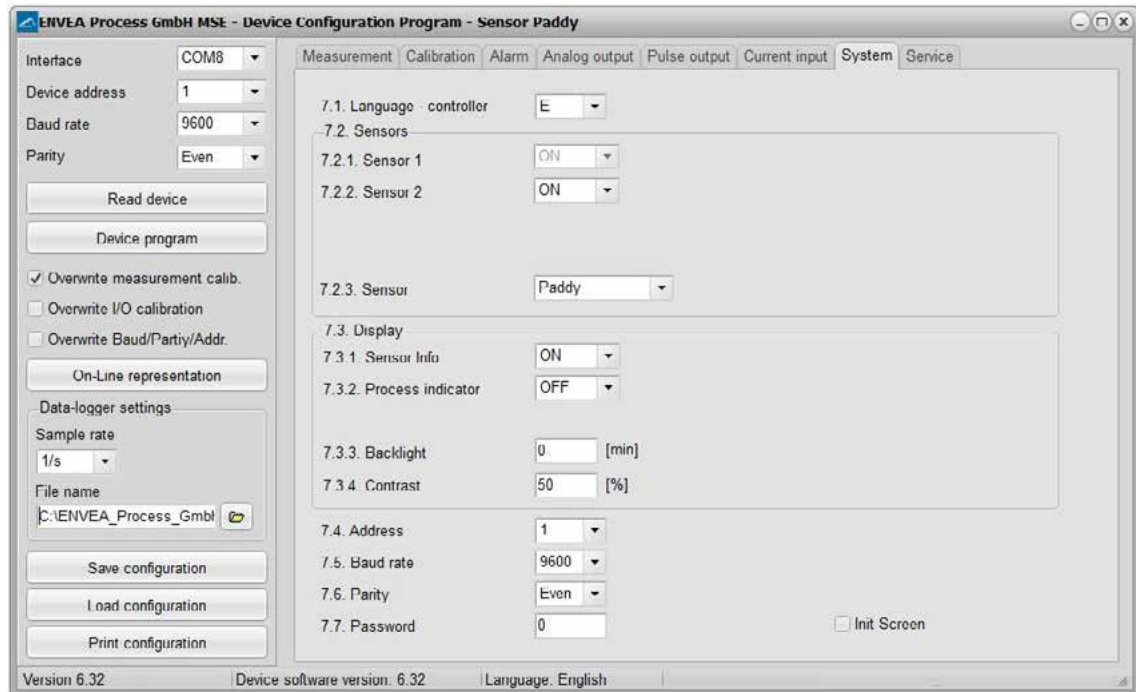 ENVEA Process GmbH MSE - Device Configuration Program - Sensor Paddy
Interface COM8
Device address 1
Baud rate 9600
Parity Even
Read device
Device program
Overwrite measurement calib.
Overwrite I/O calibration
Overwrite Baud/Partiy/Addr.
On-Line representation
Data-logger settings
Sample rate
1/s
File name
C:\ENVEA_Process_Gmbl
Save configuration
Load configuration
Print configuration
Measurement Calibration Alarm Analog output Pulse output Current input System Service
7.1. Language - controller E
7.2. Sensors
7.2.1. Sensor 1 ON
7.2.2. Sensor 2 ON
7.2.3. Sensor Paddy
7.3. Display
7.3.1. Sensor Info ON
7.3.2. Process indicator OFF
7.3.3. Backlight 0 [min]
7.3.4. Contrast 50 [%]
7.4. Address 1
7.5. Baud rate 9600
7.6. Parity Even
7.7. Password 0
Init Screen
Version 6.32 Device software version. 6.32 Language. English